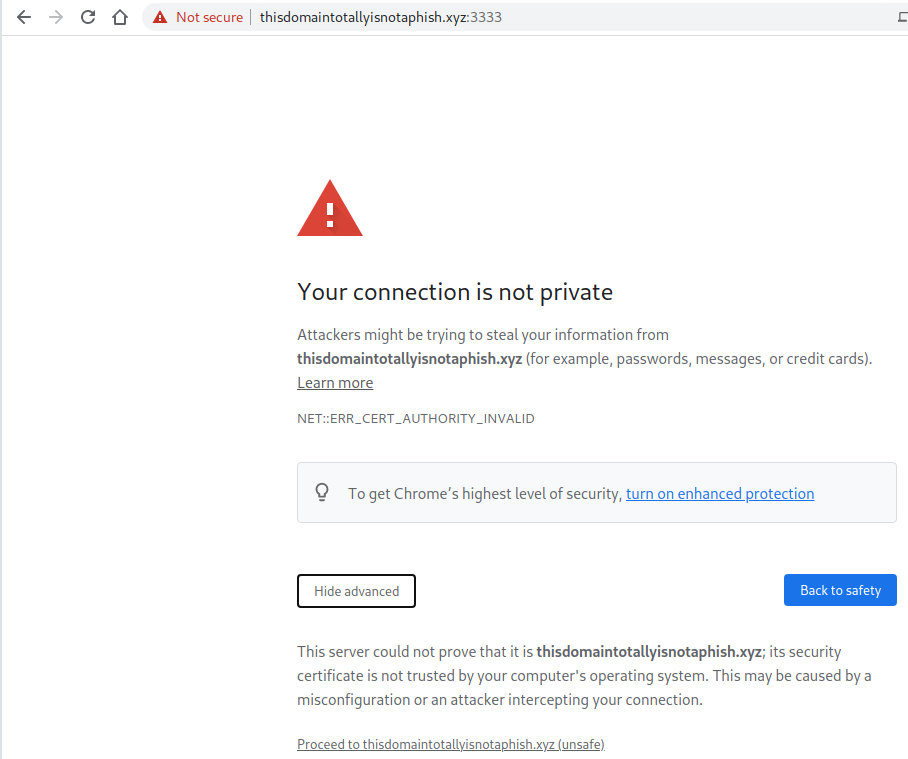 Not secure | thisdomaintotallyisnotaphish.xyz:3333
Your connection is not private
Attackers might be trying to steal your information from
thisdomaintotallyisnotaphish.xyz (for example, passwords, messages, or credit cards).
Learn more
NET::ERR_CERT_AUTHORITY_INVALID
To get Chrome’s highest level of security, turn on enhanced protection
Hide advanced
Back to safety
This server could not prove that it is thisdomaintotallyisnotaphish.xyz; its security
certificate is not trusted by your computer's operating system. This may be caused by a
misconfiguration or an attacker intercepting your connection.
Proceed to thisdomaintotallyisnotaphish.xyz (unsafe)